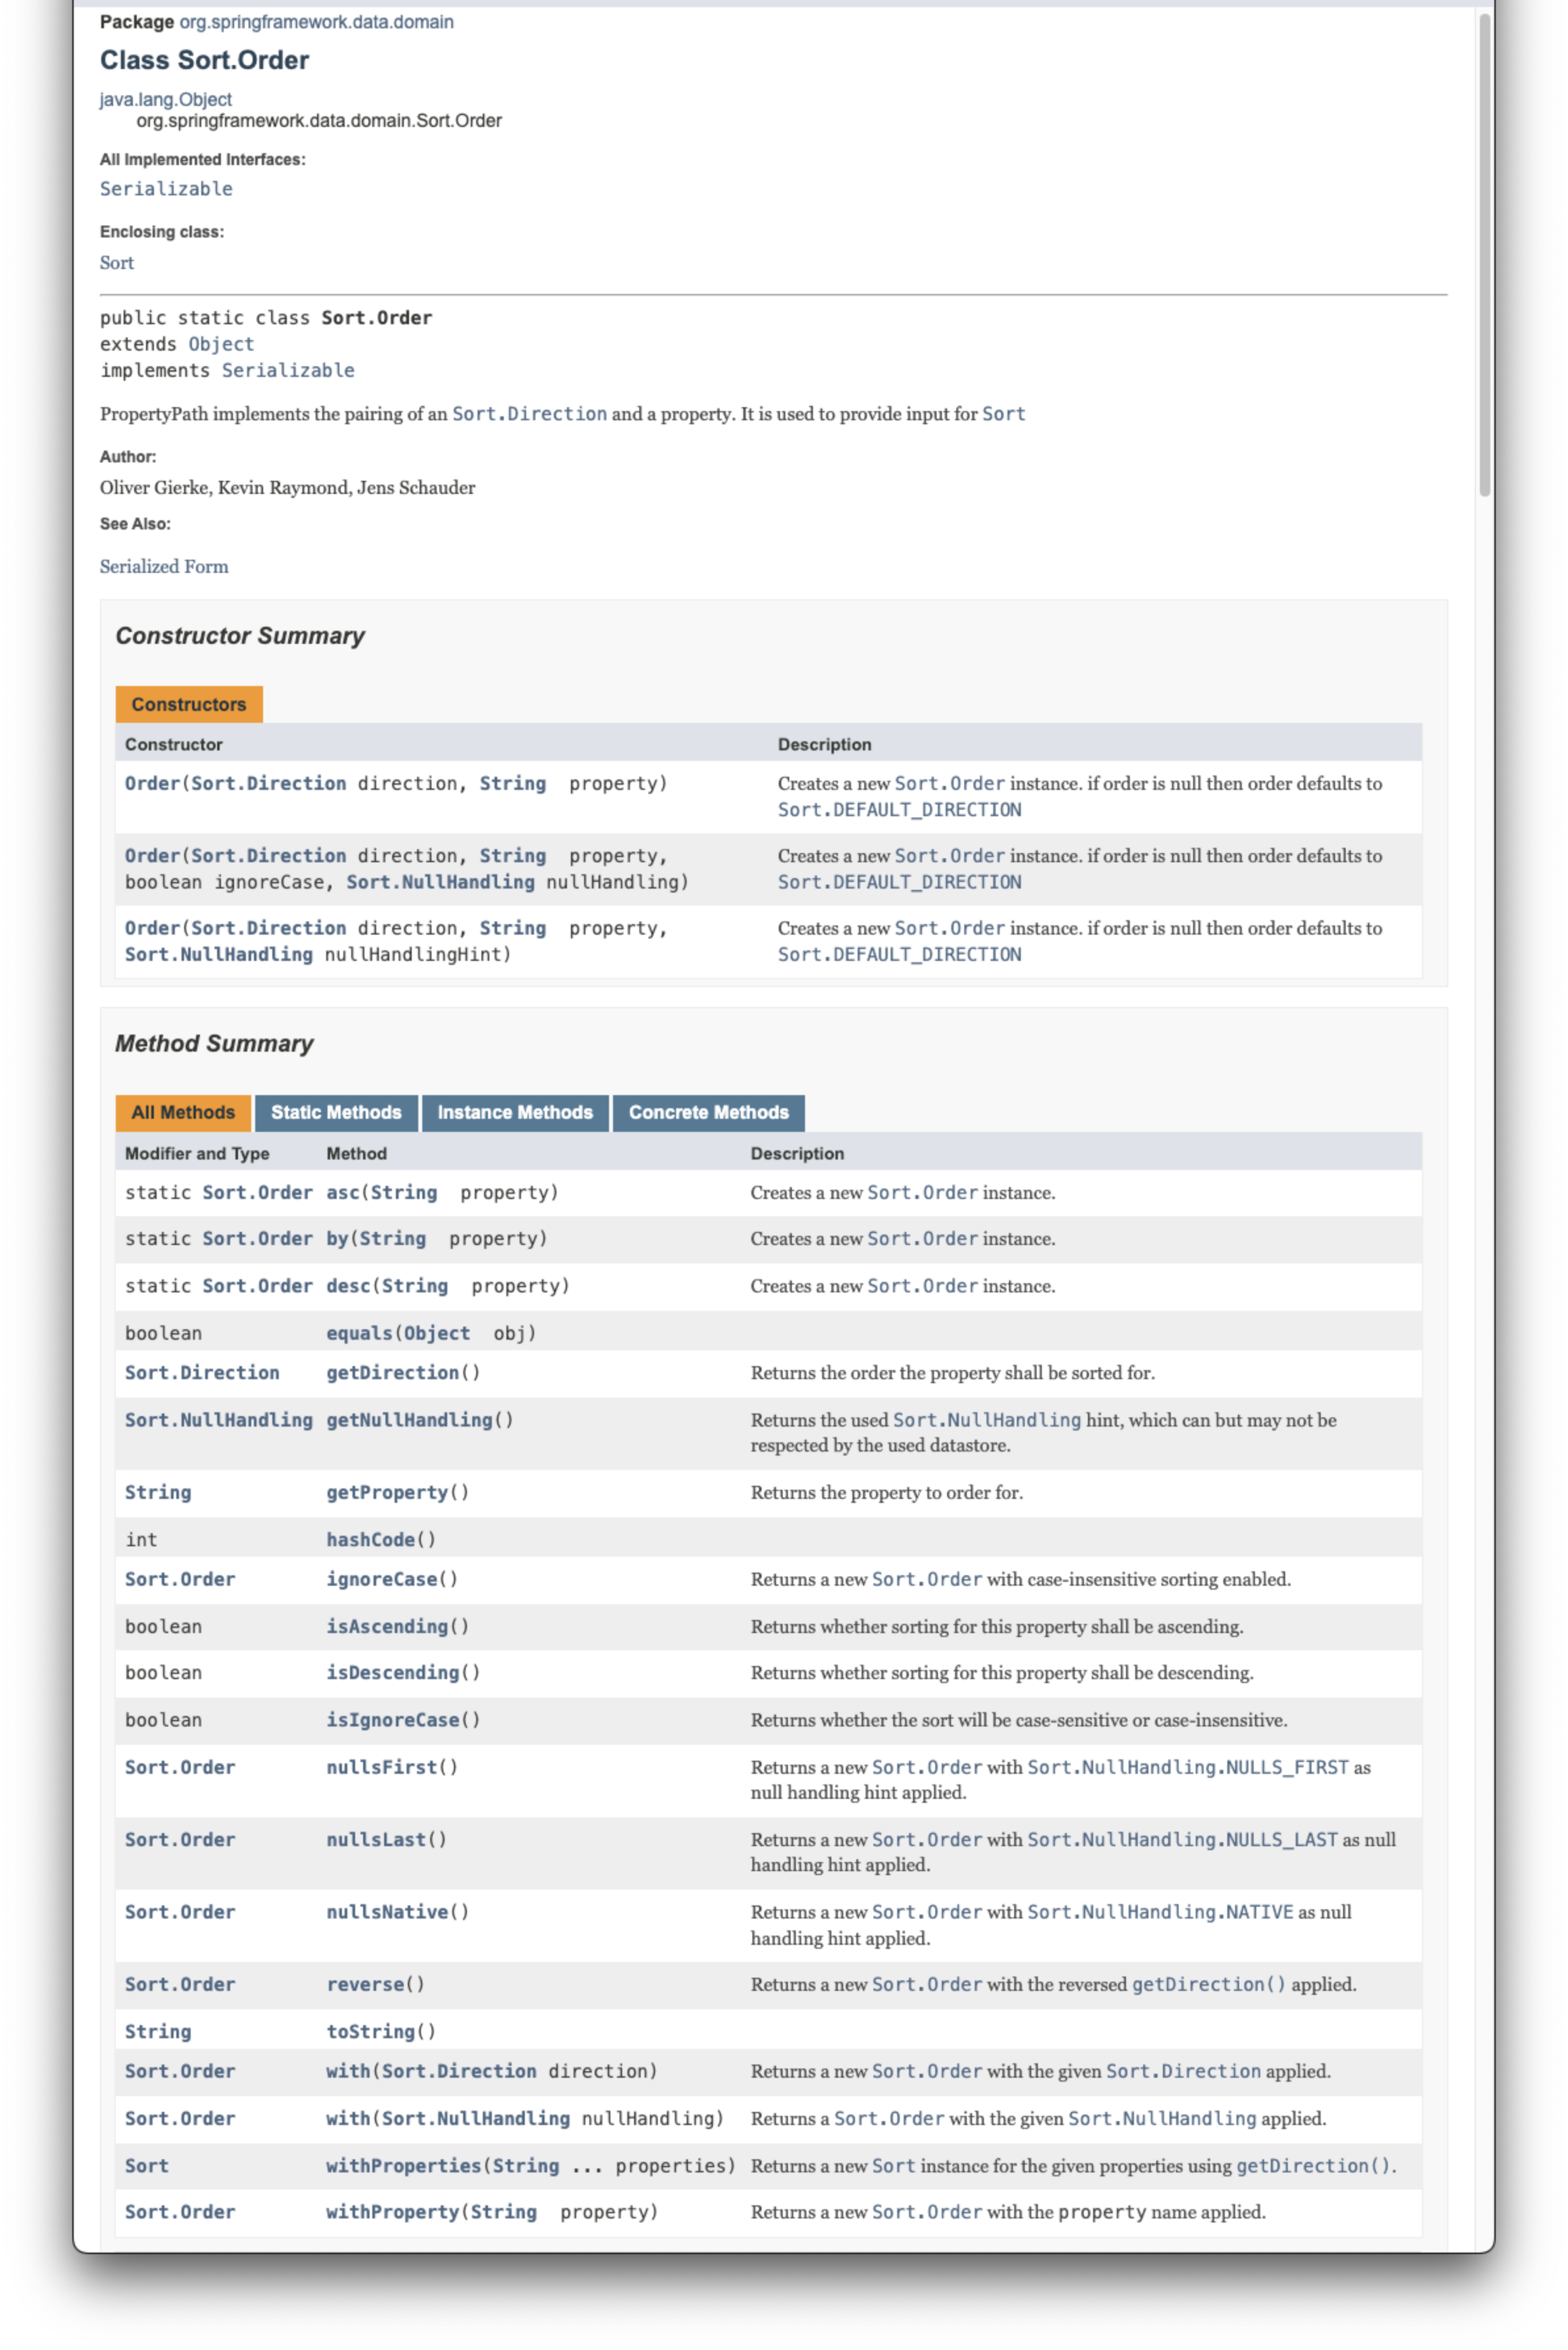 Package org.springframework.data.domain
Class Sort.Order
java.lang.Object
org.springframework.data.domain.Sort.Order
All Implemented Interfaces:
Serializable
Enclosing class:
Sort
public static class Sort.Order
extends Object
implements Serializable
PropertyPath implements the pairing of an Sort.Direction and a property. It is used to provide input for Sort
Author:
Oliver Gierke, Kevin Raymond, Jens Schauder
See Also:
Serialized Form
Constructor Summary
Constructors
Constructor Description
Order(Sort.Direction direction, String property) Creates a new Sort.Order instance. if order is null then order defaults to
Sort.DEFAULT_DIRECTION
Order(Sort.Direction direction, String property, Creates a new Sort.Order instance. if order is null then order defaults to
boolean ignoreCase, Sort.NullHandling nullHandling) Sort.DEFAULT_DIRECTION
Order(Sort.Direction direction, String property, Creates a new Sort.Order instance. if order is null then order defaults to
Sort.NullHandling nullHandlingHint) Sort.DEFAULT_DIRECTION
Method Summary
All Methods Static Methods Instance Methods Concrete Methods
Modifier and Type Method Description
static Sort.Order asc(String property) Creates a new Sort.Order instance.
static Sort.Order by(String property) Creates a new Sort.Order instance.
static Sort.Order desc(String property) Creates a new Sort.Order instance.
boolean equals(Object obj)
Sort.Direction getDirection() Returns the order the property shall be sorted for.
Sort.NullHandling getNullHandling() Returns the used Sort.NullHandling hint, which can but may not be
respected by the used datastore.
String getProperty() Returns the property to order for.
int hashCode()
Sort.Order ignoreCase() Returns a new Sort.Order with case-insensitive sorting enabled.
boolean isAscending() Returns whether sorting for this property shall be ascending.
boolean isDescending() Returns whether sorting for this property shall be descending.
boolean isIgnoreCase() Returns whether the sort will be case-sensitive or case-insensitive.
Sort.Order nullsFirst() Returns a new Sort.Order with Sort.NullHandling.NULLS_FIRST as
null handling hint applied.
Sort.Order nullsLast() Returns a new Sort.Order with Sort.NullHandling.NULLS_LAST as null
handling hint applied.
Sort.Order nullsNative() Returns a new Sort.Order with Sort.NullHandling.NATIVE as null
handling hint applied.
Sort.Order reverse() Returns a new Sort.Order with the reversed getDirection() applied.
String toString()
Sort.Order with(Sort.Direction direction) Returns a new Sort.Order with the given Sort.Direction applied.
Sort.Order with(Sort.NullHandling nullHandling) Returns a Sort.Order with the given Sort.NullHandling applied.
Sort withProperties(String ... properties) Returns a new Sort instance for the given properties using getDirection().
Sort.Order withProperty(String property) Returns a new Sort.Order with the property name applied.